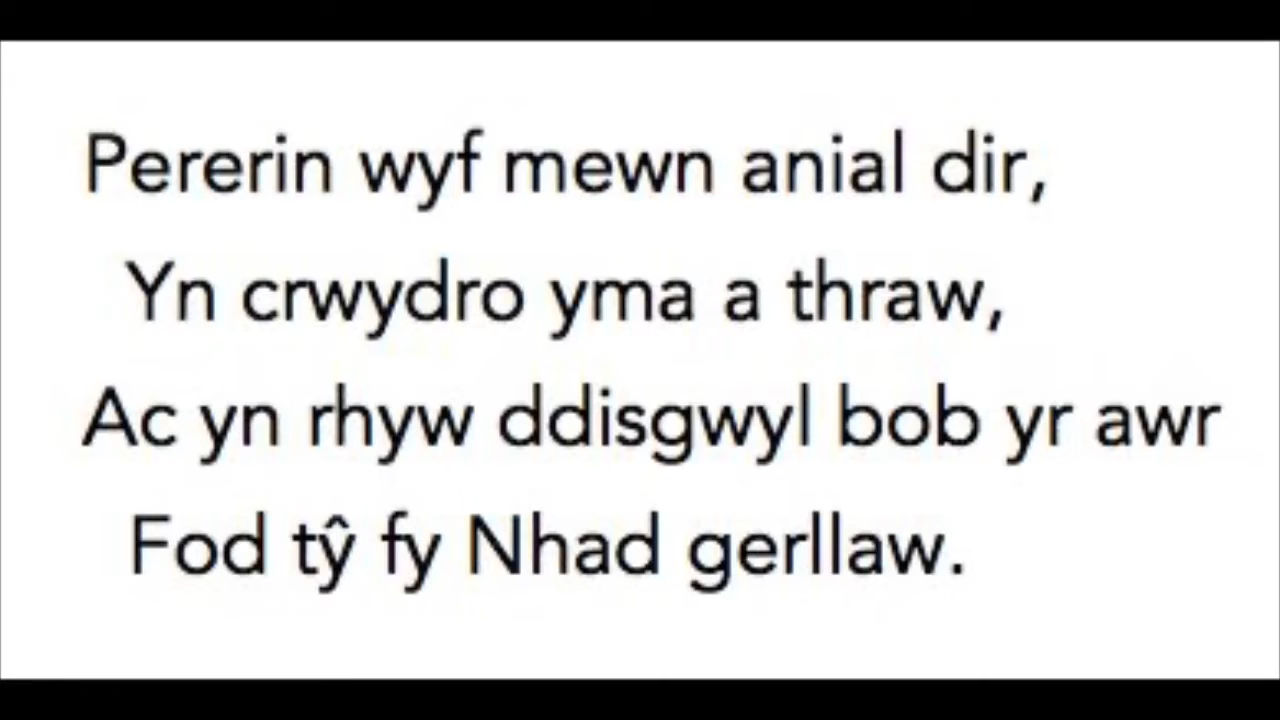 Pererin wyf mewn anial dir,
Yn crwydro yma a thraw,
Ac yn rhyw ddisgwyl bob yr awr
Fod tŷ fy Nhad gerllaw.